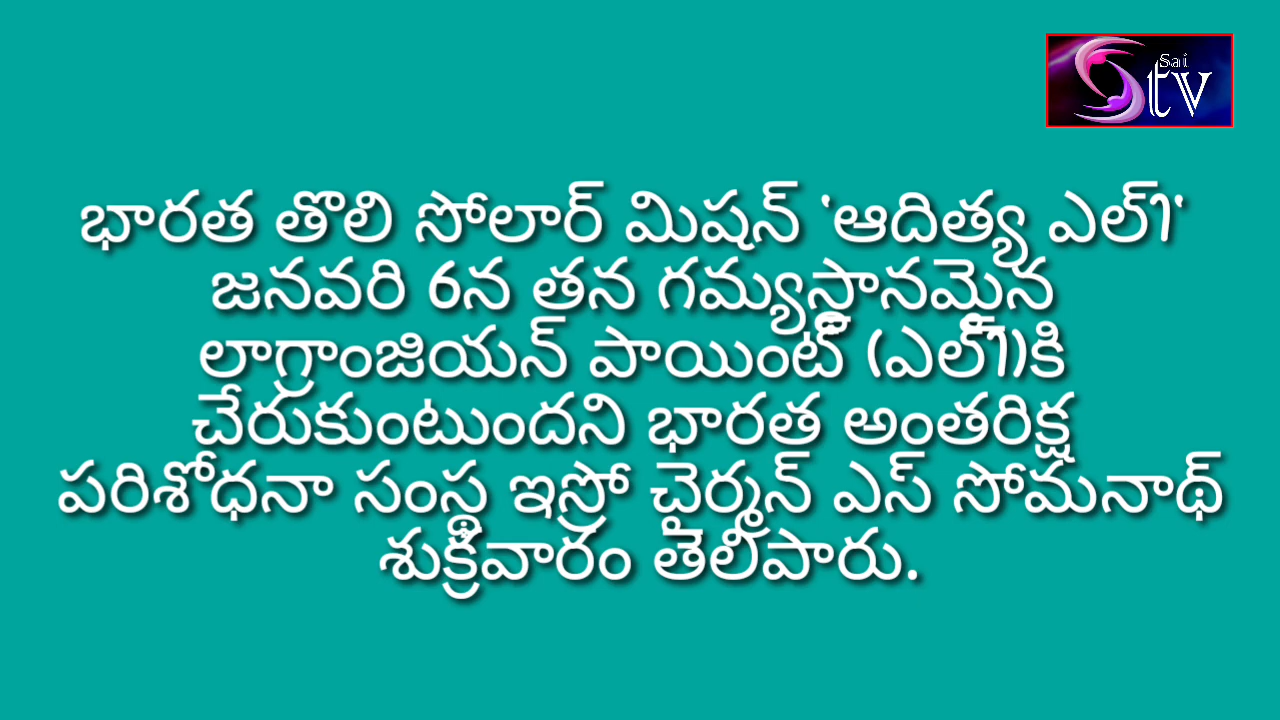 Sai
Stv
భారత తొలి సోలార్ మిషన్ 'ఆదిత్య ఎల్1'
జనవరి 6న తన గమ్యస్థానమైన
లాగ్రాంజియన్ పాయింట్ (ఎల్1)కి
చేరుకుంటుందని భారత అంతరిక్ష
పరిశోధనా సంస్థ ఇస్రో చైర్మన్ ఎస్ సోమనాథ్
శుక్రవారం తెలిపారు.